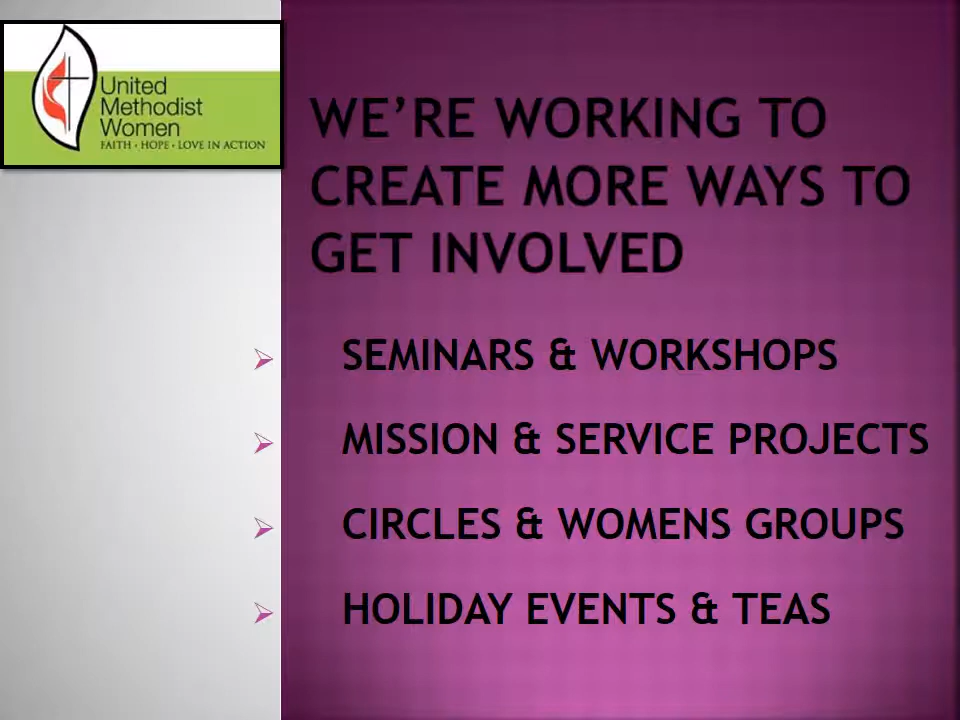 United
Methodist
Women
FAITH • HOPE • LOVE IN ACTION
WE’RE WORKING TO
CREATE MORE WAYS TO
GET INVOLVED
SEMINARS & WORKSHOPS
MISSION & SERVICE PROJECTS
CIRCLES & WOMENS GROUPS
HOLIDAY EVENTS & TEAS